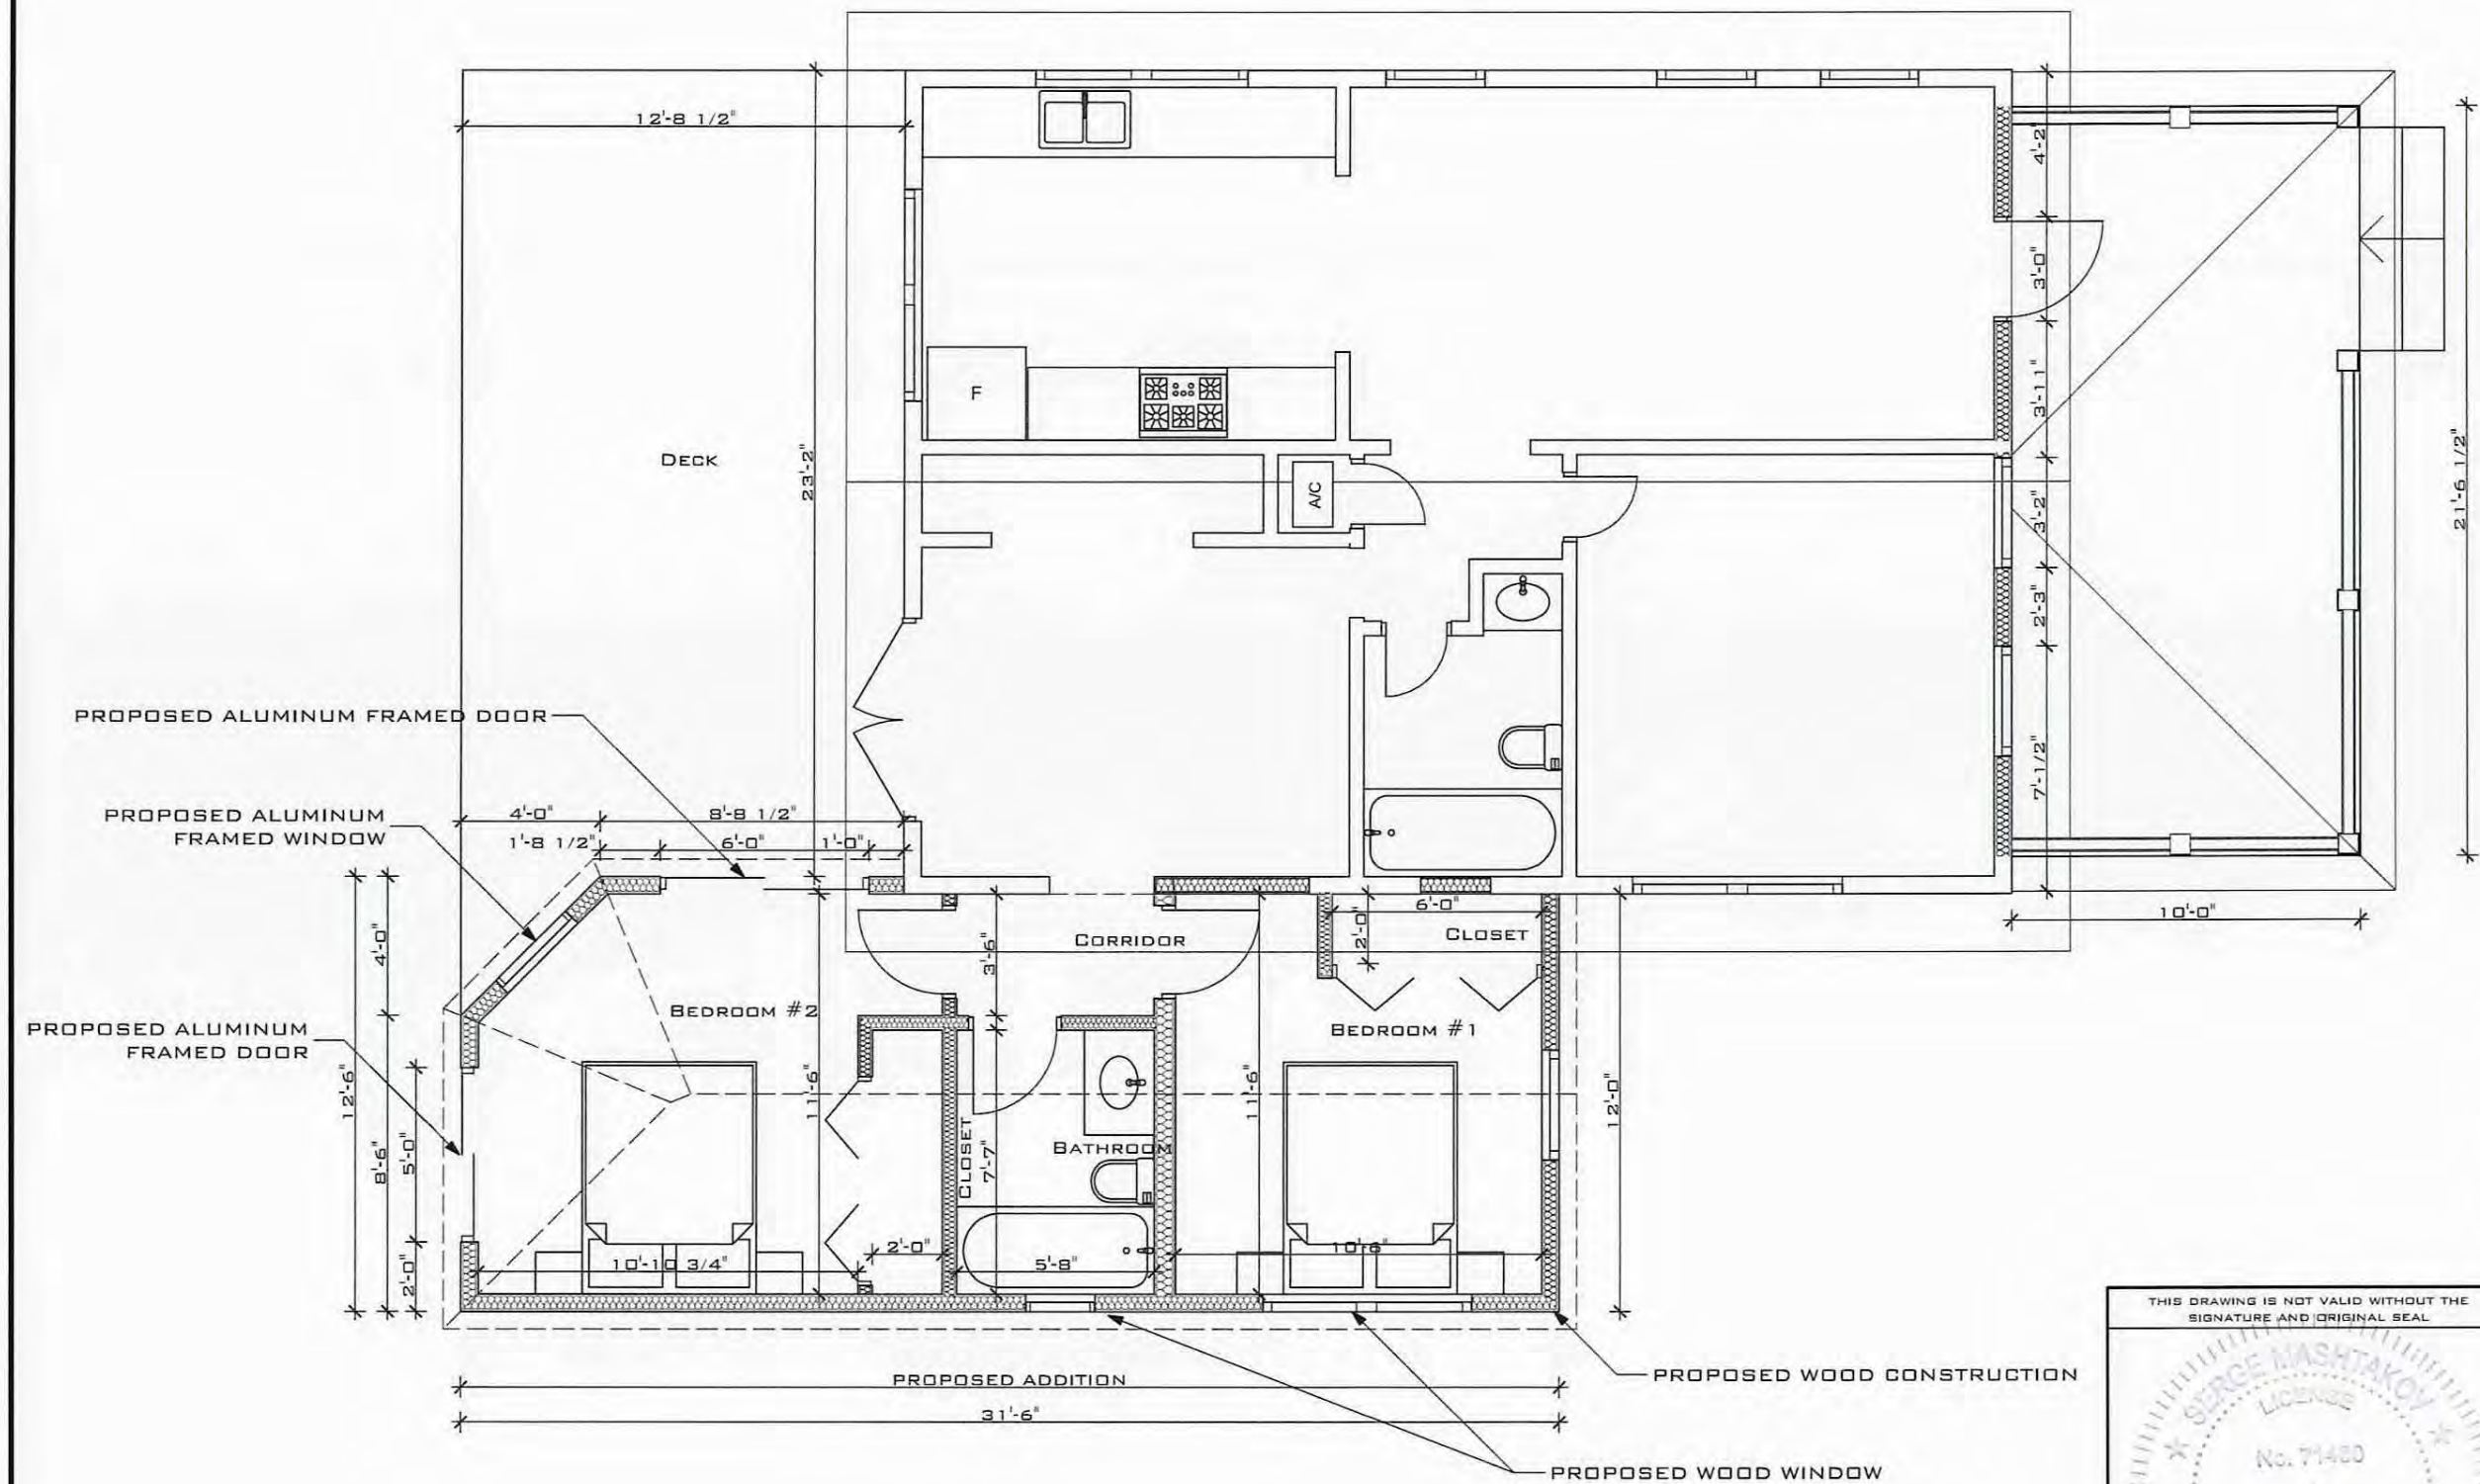 12'-8 1/2"
4'-2"
3'-0"
3'-11"
3'-2"
2'-3"
7'-1/2"
21'-6 1/2"
10'-0"
F
A/C
DECK
23'-2"
PROPOSED ALUMINUM FRAMED DOOR
PROPOSED ALUMINUM
FRAMED WINDOW
4'-0"
8'-8 1/2"
1'-8 1/2"
6'-0"
1'-0"
PROPOSED ALUMINUM
FRAMED DOOR
12'-6"
4'-0"
8'-6"
5'-0"
2'-0"
BEDROOM #2
11'-6"
3'-6"
CORRIDOR
2'-0"
6'-0"
CLOSET
BEDROOM #1
11'-6"
12'-0"
CLOSET
7'-7"
BATHROOM
10'-10 3/4"
2'-0"
5'-8"
10'-6"
PROPOSED ADDITION
31'-6"
PROPOSED WOOD CONSTRUCTION
PROPOSED WOOD WINDOW
THIS DRAWING IS NOT VALID WITHOUT THE
SIGNATURE AND ORIGINAL SEAL
SERGE MASHTAKOV
LICENSE
No. 71480